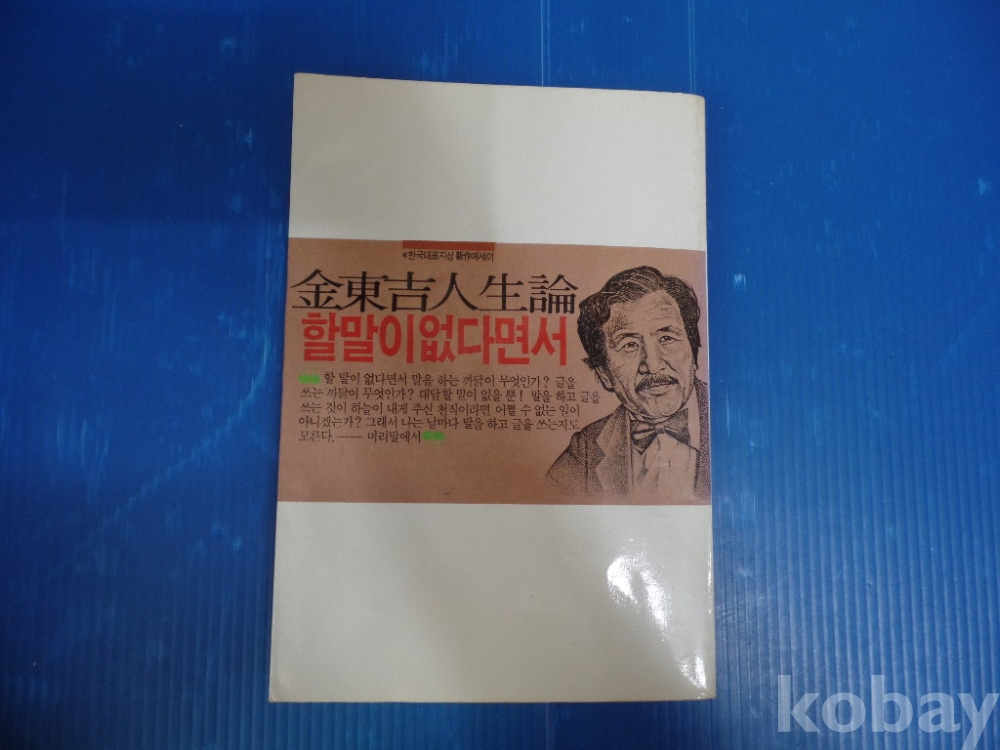 *한국대표지성 新作에세이
金東吉人生論
할말이없다면서
할 말이 없다면서 말을 하는 까닭이 무엇인가? 글을
쓰는 까닭이 무엇인가? 대답할 말이 없을 뿐! 말을 하고 글을
쓰는 것이 하늘이 내게 주신 천직이라면 어쩔 수 없는 일이
아니겠는가? 그래서 나는 날마다 말을 하고 글을 쓰는지도
모른다. —— 머리말에서
kobay